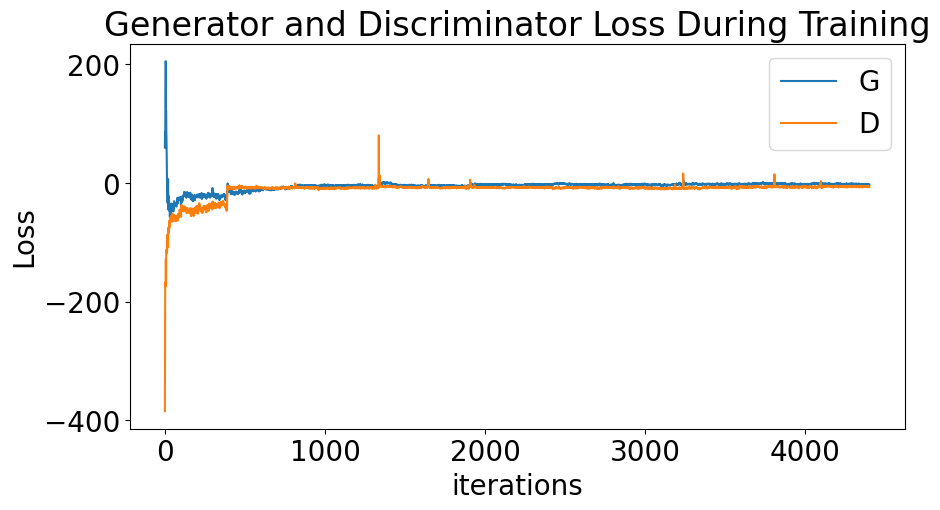 Generator and Discriminator Loss During Training
G
D
200
0
−200
−400
Loss
0 1000 2000 3000 4000
iterations